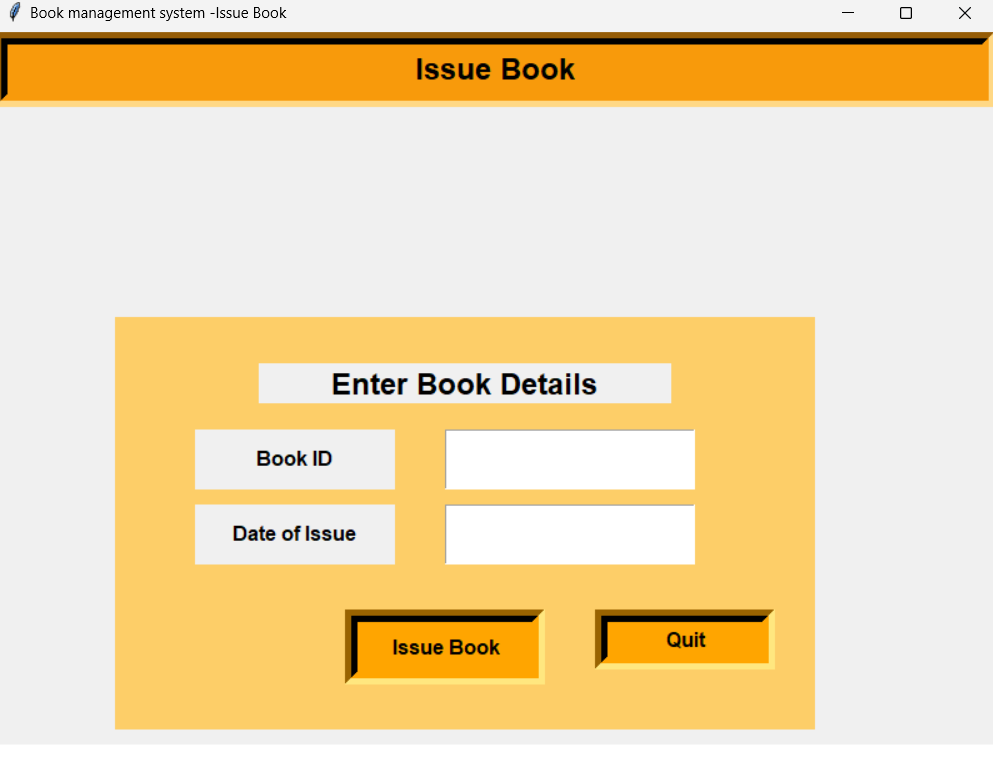 Book management system -Issue Book
Issue Book
Enter Book Details
Book ID
Date of Issue
Issue Book
Quit